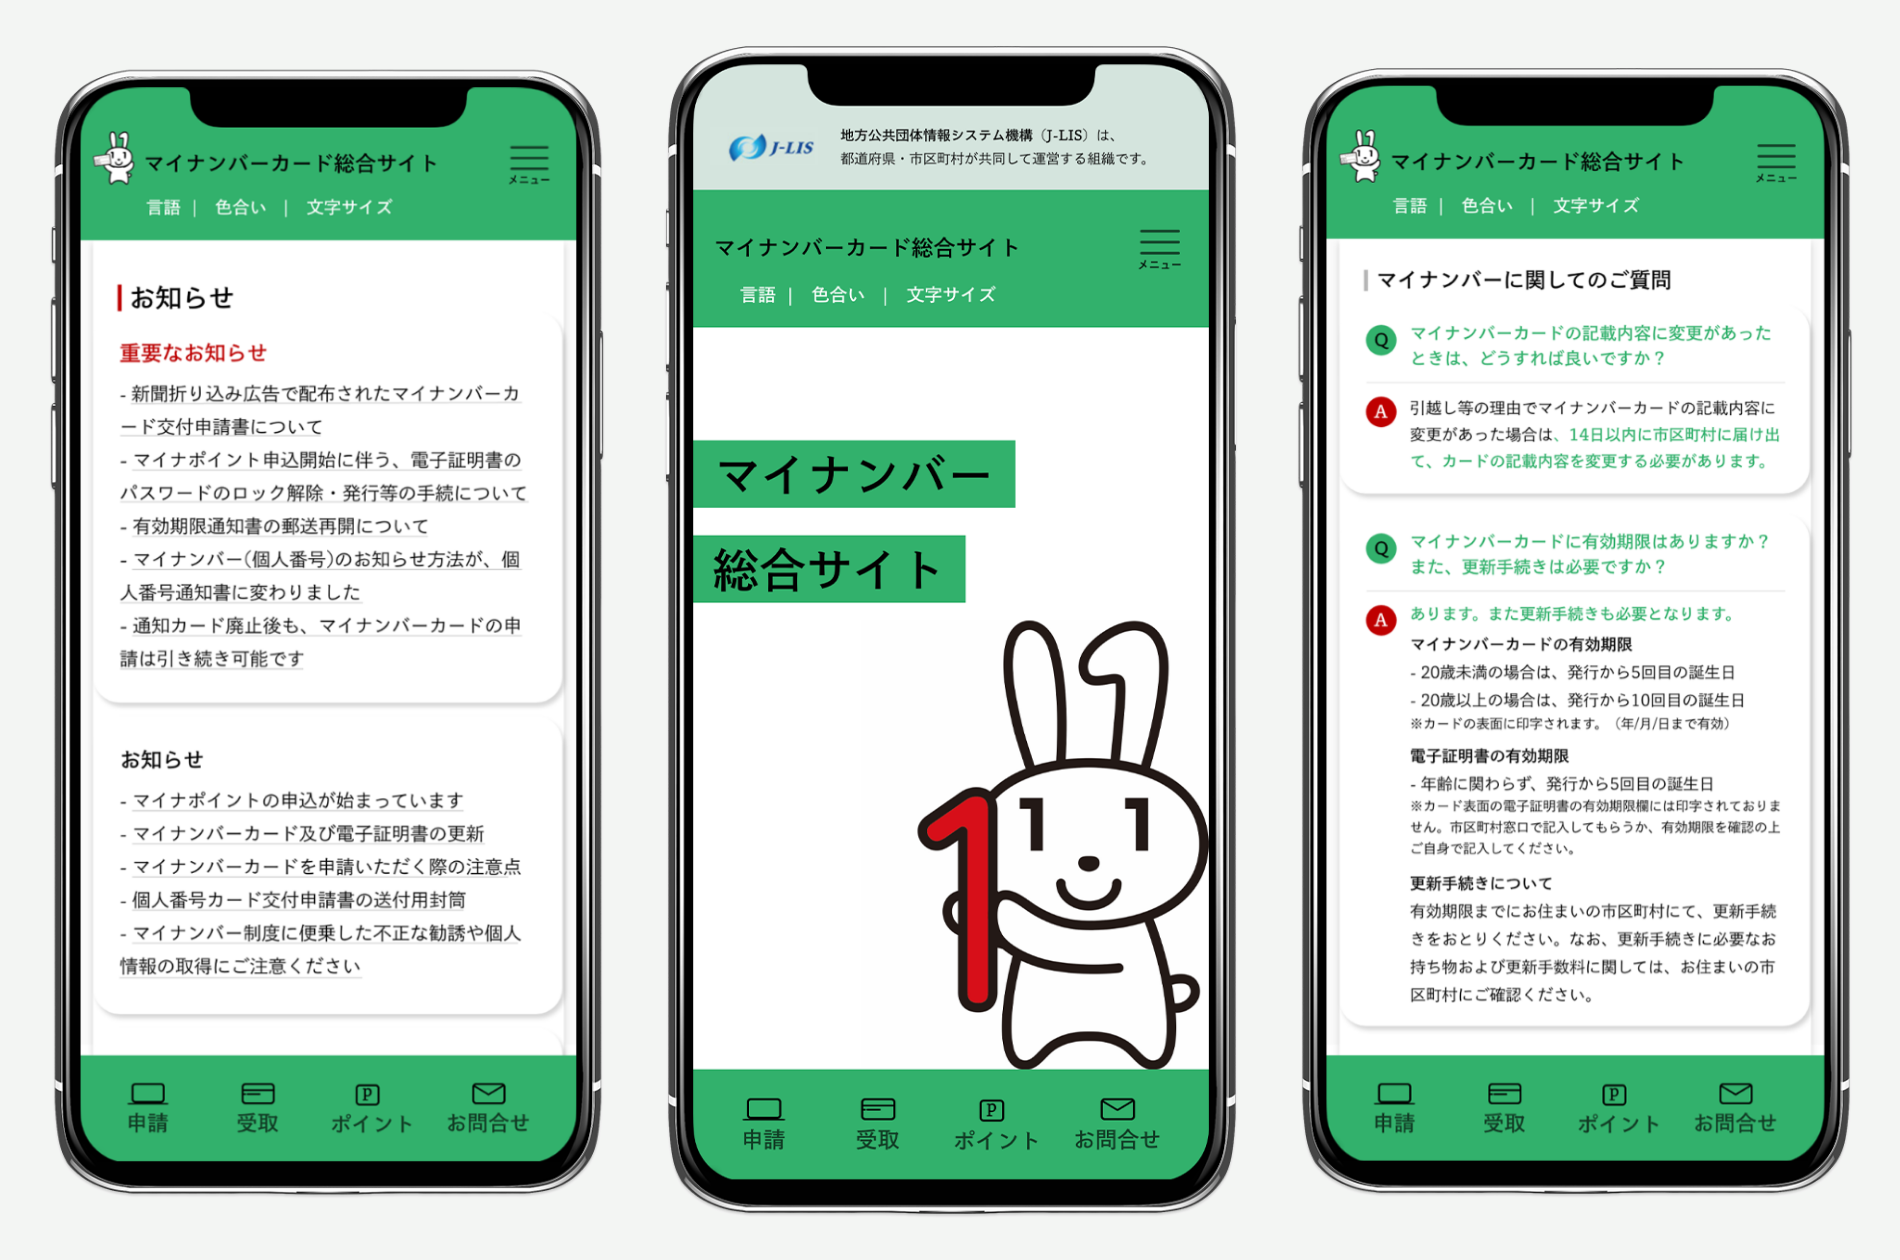 マイナンバーカード総合サイト
メニュー
言語 | 色合い | 文字サイズ
お知らせ
重要なお知らせ
- 新聞折り込み広告で配布されたマイナンバーカ
ード交付申請書について
- マイナポイント申込開始に伴う、電子証明書の
パスワードのロック解除・発行等の手続について
- 有効期限通知書の郵送再開について
- マイナンバー(個人番号)のお知らせ方法が、個
人番号通知書に変わりました
- 通知カード廃止後も、マイナンバーカードの申
請は引き続き可能です
お知らせ
- マイナポイントの申込が始まっています
- マイナンバーカード及び電子証明書の更新
- マイナンバーカードを申請いただく際の注意点
- 個人番号カード交付申請書の送付用封筒
- マイナンバー制度に便乗した不正な勧誘や個人
情報の取得にご注意ください
申請
受取
P
ポイント
お問合せ
J-LIS
地方公共団体情報システム機構（J-LIS）は、
都道府県・市区町村が共同して運営する組織です。
マイナンバーカード総合サイト
メニュー
言語 | 色合い | 文字サイズ
マイナンバー
総合サイト
申請
受取
P
ポイント
お問合せ
マイナンバーカード総合サイト
メニュー
言語 | 色合い | 文字サイズ
マイナンバーに関してのご質問
Q
マイナンバーカードの記載内容に変更があった
ときは、どうすれば良いですか？
A
引越し等の理由でマイナンバーカードの記載内容に
変更があった場合は、14日以内に市区町村に届け出
て、カードの記載内容を変更する必要があります。
Q
マイナンバーカードに有効期限はありますか？
また、更新手続きは必要ですか？
A
あります。また更新手続きも必要となります。
マイナンバーカードの有効期限
- 20歳未満の場合は、発行から5回目の誕生日
- 20歳以上の場合は、発行から10回目の誕生日
※カードの表面に印字されます。（年/月/日まで有効）
電子証明書の有効期限
- 年齢に関わらず、発行から5回目の誕生日
※カード表面の電子証明書の有効期限欄には印字されておりま
せん。市区町村窓口で記入してもらうか、有効期限を確認の上
ご自身で記入してください。
更新手続きについて
有効期限までにお住まいの市区町村にて、更新手続
きをおとりください。なお、更新手続きに必要なお
持ち物および更新手数料に関しては、お住まいの市
区町村にご確認ください。
申請
受取
P
ポイント
お問合せ